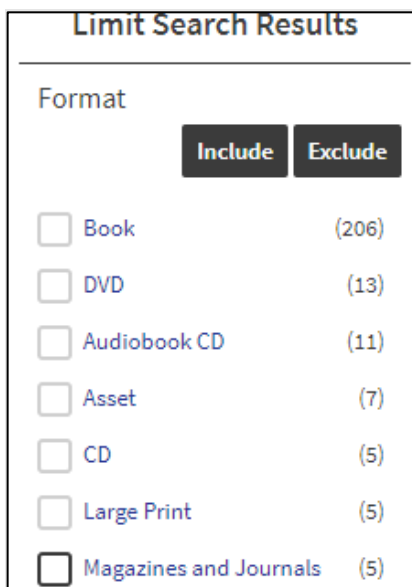 Limit Search Results
Format
Include Exclude
Book (206)
DVD (13)
Audiobook CD (11)
Asset (7)
CD (5)
Large Print (5)
Magazines and Journals (5)